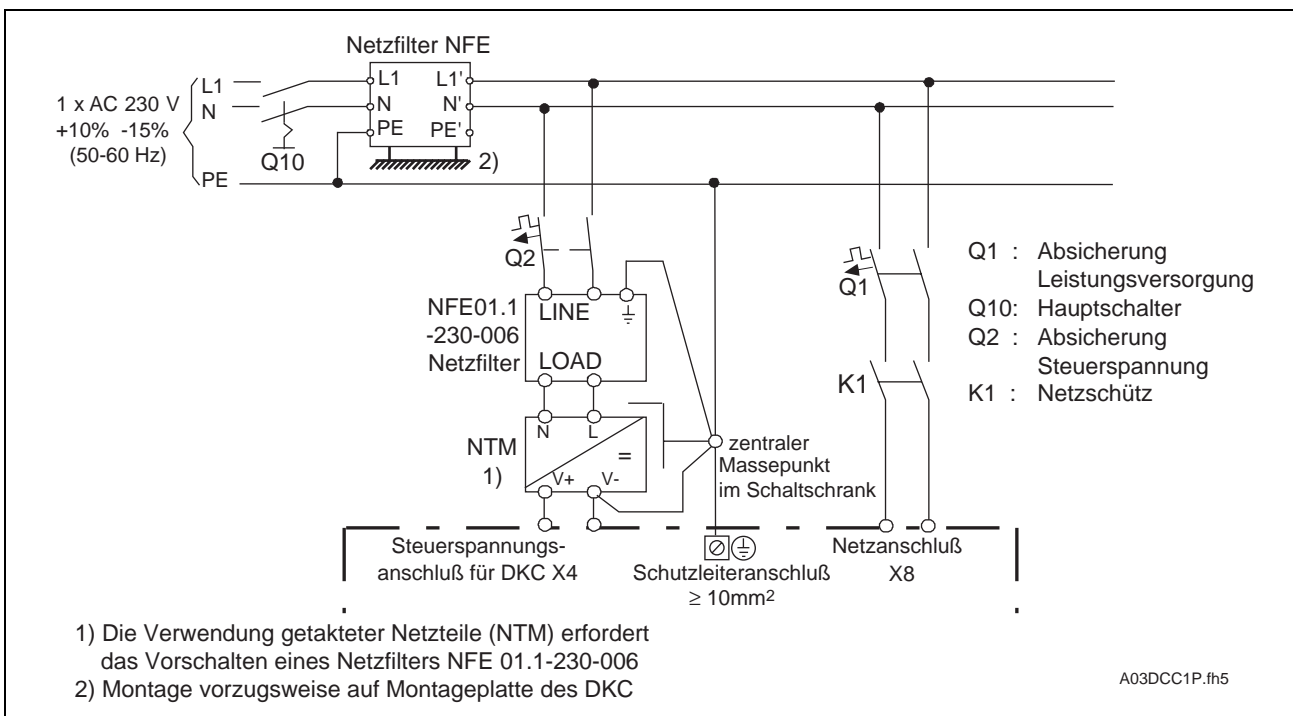 Netzfilter NFE
1 x AC 230 V
+10% -15%
(50-60 Hz)
L1
N
PE
Q10
L1 L1'
N N'
PE PE'
2)
Q2
NFE01.1
-230-006
Netzfilter
LINE
LOAD
NTM
1)
N L
=
V+ V-
zentraler
Massepunkt
im Schaltschrank
Q1
K1
Q1 : Absicherung
Leistungsversorgung
Q10: Hauptschalter
Q2 : Absicherung
Steuerspannung
K1 : Netzschütz
Steuerspannungs-
anschluß für DKC X4
Schutzleiteranschluß
≥ 10mm²
Netzanschluß
X8
1) Die Verwendung getakteter Netzteile (NTM) erfordert
das Vorschalten eines Netzfilters NFE 01.1-230-006
2) Montage vorzugsweise auf Montageplatte des DKC
A03DCC1P.fh5